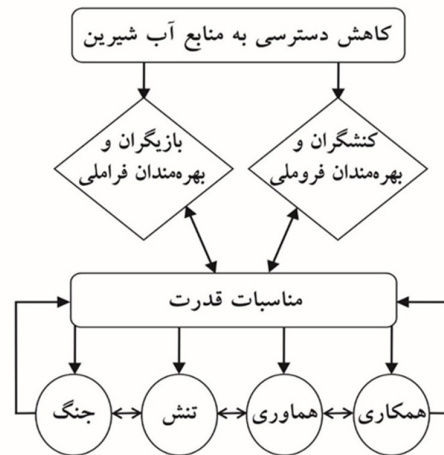 کاهش دسترسی به منابع آب شیرین
کنشگران و
بهره‌مندان فروملی
بازیگران و
بهره‌مندان فراملی
مناسبات قدرت
همکاری
هماوری
تنش
جنگ